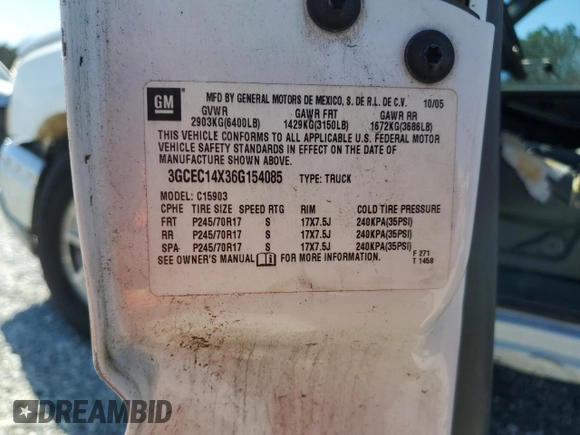 GM
MFD BY GENERAL MOTORS DE MEXICO, S. DE R.L. DE C.V. 10/05
GVWR GAWR FRT GAWR RR
2903KG(6400LB) 1429KG(3150LB) 1672KG(3686LB)
THIS VEHICLE CONFORMS TO ALL APPLICABLE U.S. FEDERAL MOTOR
VEHICLE SAFETY STANDARDS IN EFFECT ON THE DATE OF
MANUFACTURE SHOWN ABOVE.
3GCEC14X36G154085 TYPE: TRUCK
MODEL: C15903
CPHE TIRE SIZE SPEED RTG RIM COLD TIRE PRESSURE
FRT P245/70R17 S 17X7.5J 240KPA(35PSI)
RR P245/70R17 S 17X7.5J 240KPA(35PSI)
SPA P245/70R17 S 17X7.5J 240KPA(35PSI)
SEE OWNER'S MANUAL FOR MORE INFORMATION.
F 271
T 1458
DREAMBID